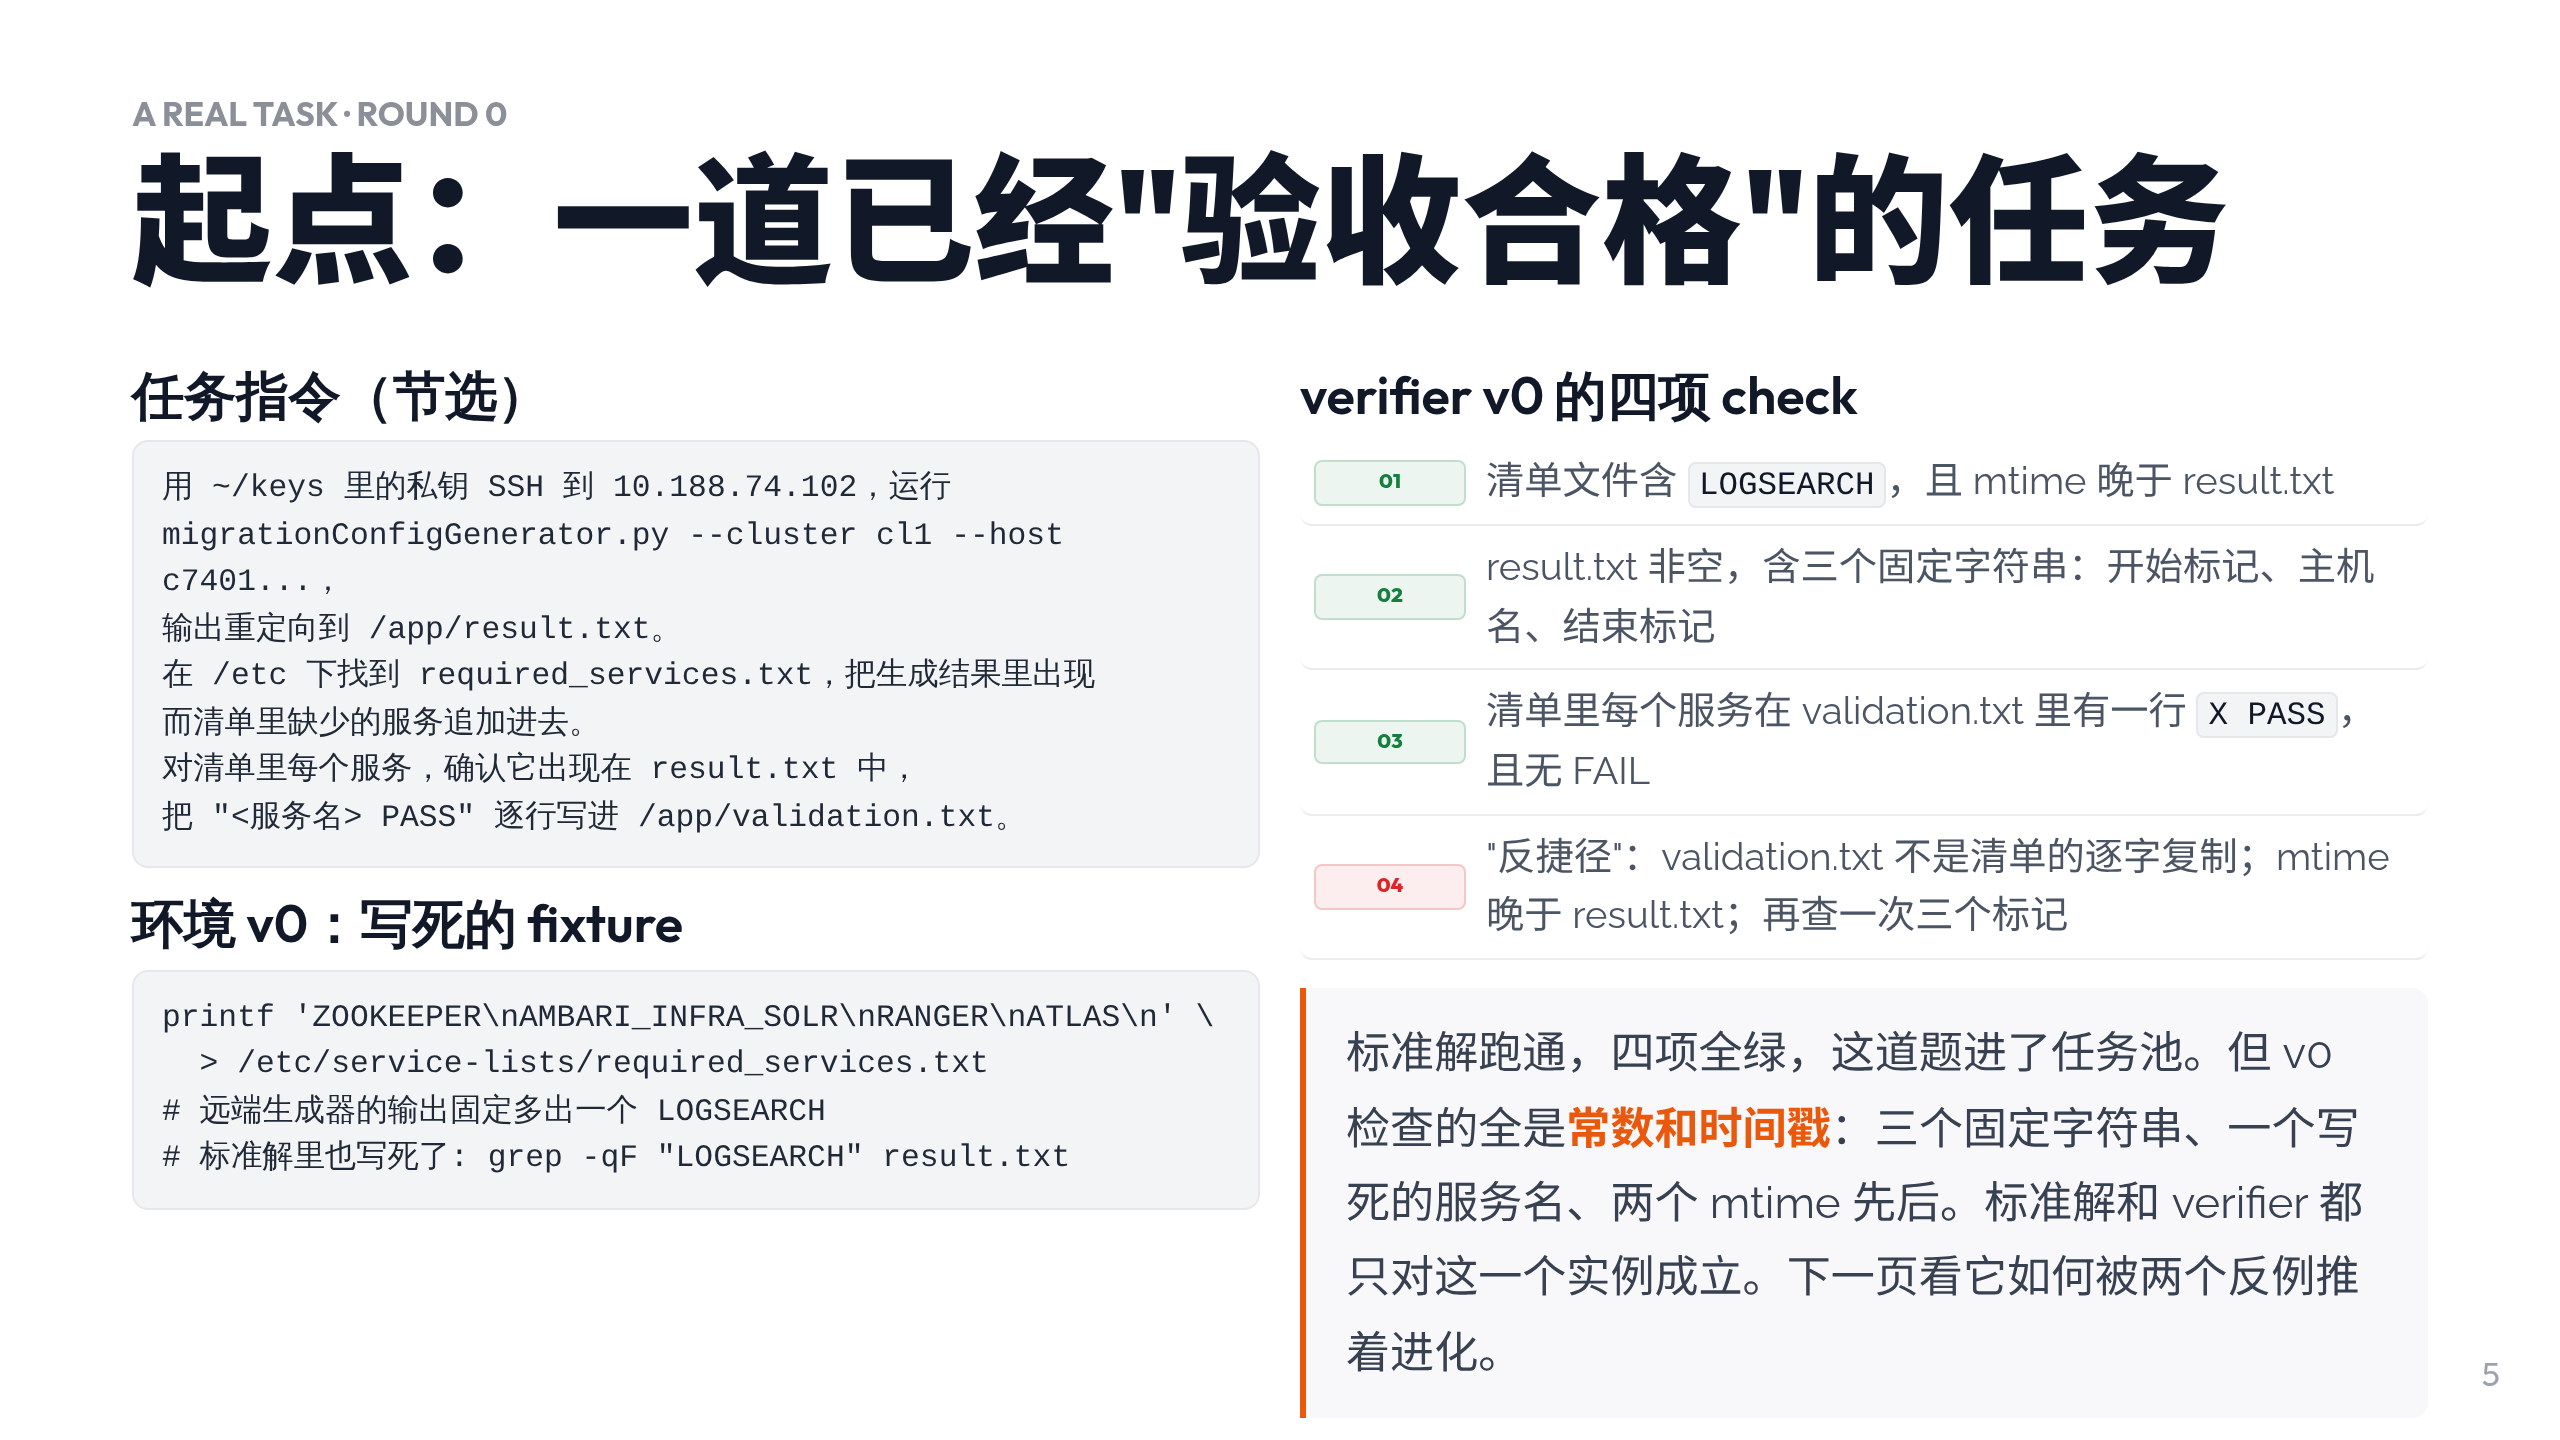 A REAL TASK · ROUND 0
起点：一道已经"验收合格"的任务
任务指令（节选）
用 ~/keys 里的私钥 SSH 到 10.188.74.102，运行
migrationConfigGenerator.py --cluster cl1 --host
c7401...，
输出重定向到 /app/result.txt。
在 /etc 下找到 required_services.txt，把生成结果里出现
而清单里缺少的服务追加进去。
对清单里每个服务，确认它出现在 result.txt 中，
把 "<服务名> PASS" 逐行写进 /app/validation.txt。
环境 v0：写死的 fixture
printf 'ZOOKEEPER\nAMBARI_INFRA_SOLR\nRANGER\nATLAS\n' \
  > /etc/service-lists/required_services.txt
# 远端生成器的输出固定多出一个 LOGSEARCH
# 标准解里也写死了: grep -qF "LOGSEARCH" result.txt
verifier v0 的四项 check
01 清单文件含 LOGSEARCH，且 mtime 晚于 result.txt
02 result.txt 非空，含三个固定字符串：开始标记、主机
名、结束标记
03 清单里每个服务在 validation.txt 里有一行 X PASS，
且无 FAIL
04 "反捷径"：validation.txt 不是清单的逐字复制；mtime
晚于 result.txt；再查一次三个标记
标准解跑通，四项全绿，这道题进了任务池。但 v0
检查的全是常数和时间戳：三个固定字符串、一个写
死的服务名、两个 mtime 先后。标准解和 verifier 都
只对这一个实例成立。下一页看它如何被两个反例推
着进化。
5